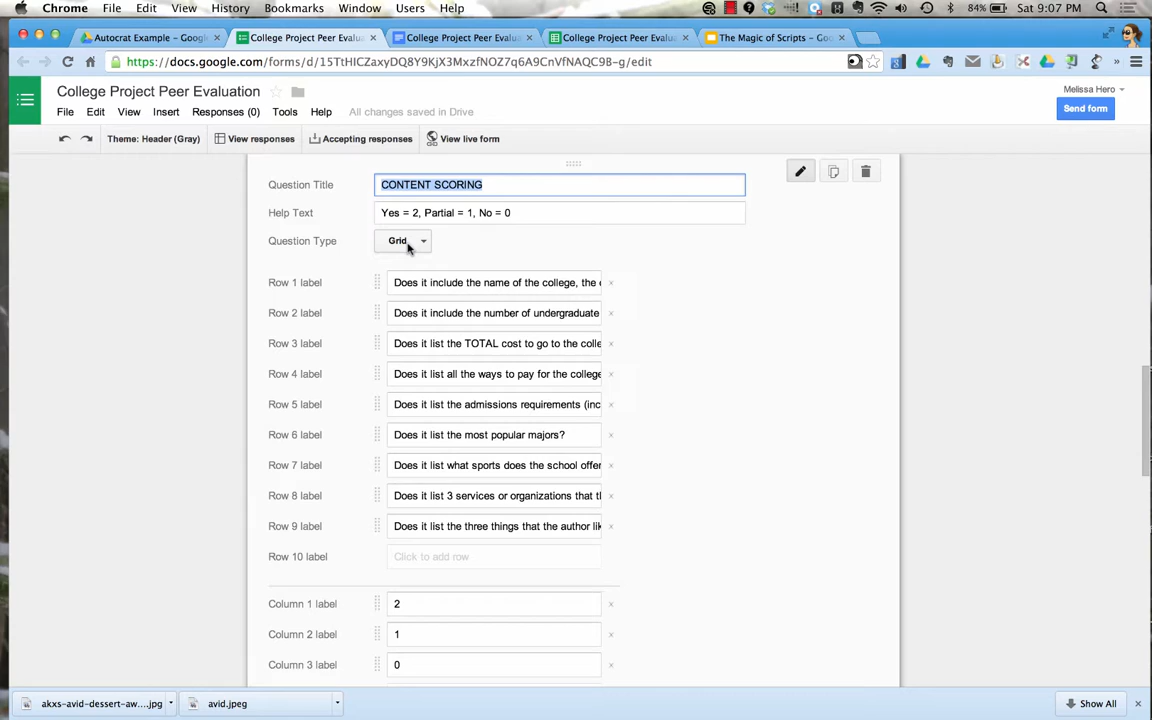 Chrome File Edit View History Bookmarks Window Users Help 84% Sat 9:07 PM
Autocrat Example – Google College Project Peer Evalua College Project Peer Evalua College Project Peer Evalua The Magic of Scripts – Goo
https://docs.google.com/forms/d/15TtHICZaxyDQ8Y9KjX3MxzfNOZ7q6A9CnVfNAQC9B-g/edit
College Project Peer Evaluation
Melissa Hero
File Edit View Insert Responses (0) Tools Help All changes saved in Drive
Send form
Theme: Header (Gray) View responses Accepting responses View live form
Question Title CONTENT SCORING
Help Text Yes = 2, Partial = 1, No = 0
Question Type Grid
Row 1 label Does it include the name of the college, the
Row 2 label Does it include the number of undergraduate
Row 3 label Does it list the TOTAL cost to go to the colle
Row 4 label Does it list all the ways to pay for the college
Row 5 label Does it list the admissions requirements (inc
Row 6 label Does it list the most popular majors?
Row 7 label Does it list what sports does the school offer
Row 8 label Does it list 3 services or organizations that th
Row 9 label Does it list the three things that the author lik
Row 10 label Click to add row
Column 1 label 2
Column 2 label 1
Column 3 label 0
akxs-avid-dessert-aw....jpg avid.jpeg Show All